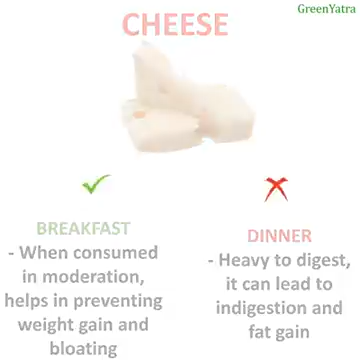 GreenYatra
CHEESE
BREAKFAST
- When consumed
in moderation,
helps in preventing
weight gain and
bloating
DINNER
- Heavy to digest,
it can lead to
indigestion and
fat gain